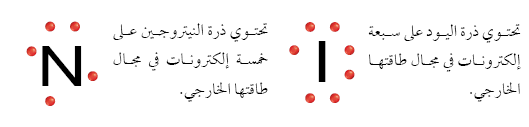 تحتوي ذرة اليود على سبعة
إلكترونات في مجال طاقتها
الخارجي.
I
تحتوي ذرة النيتروجين على
خمسة إلكترونات في مجال
طاقتها الخارجي.
N